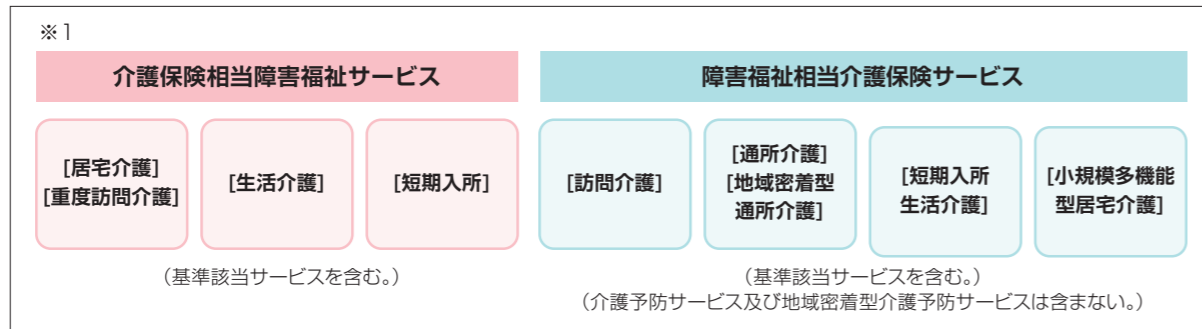 ※1
介護保険相当障害福祉サービス
障害福祉相当介護保険サービス
[居宅介護]
[重度訪問介護]
[生活介護]
[短期入所]
[訪問介護]
[通所介護]
[地域密着型
通所介護]
[短期入所
生活介護]
[小規模多機能
型居宅介護]
（基準該当サービスを含む。）
（基準該当サービスを含む。）
（介護予防サービス及び地域密着型介護予防サービスは含まない。）